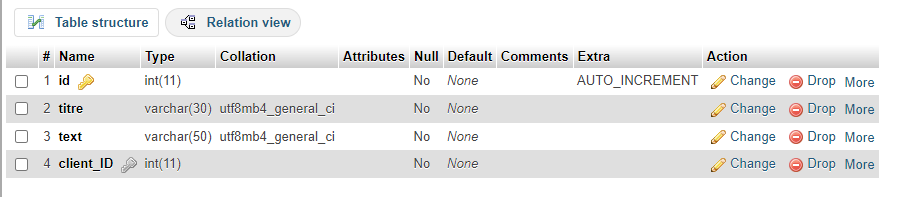 Table structure Relation view
# Name Type Collation Attributes Null Default Comments Extra Action
1 id int(11) No None AUTO_INCREMENT Change Drop More
2 titre varchar(30) utf8mb4_general_ci No None Change Drop More
3 text varchar(50) utf8mb4_general_ci No None Change Drop More
4 client_ID int(11) No None Change Drop More